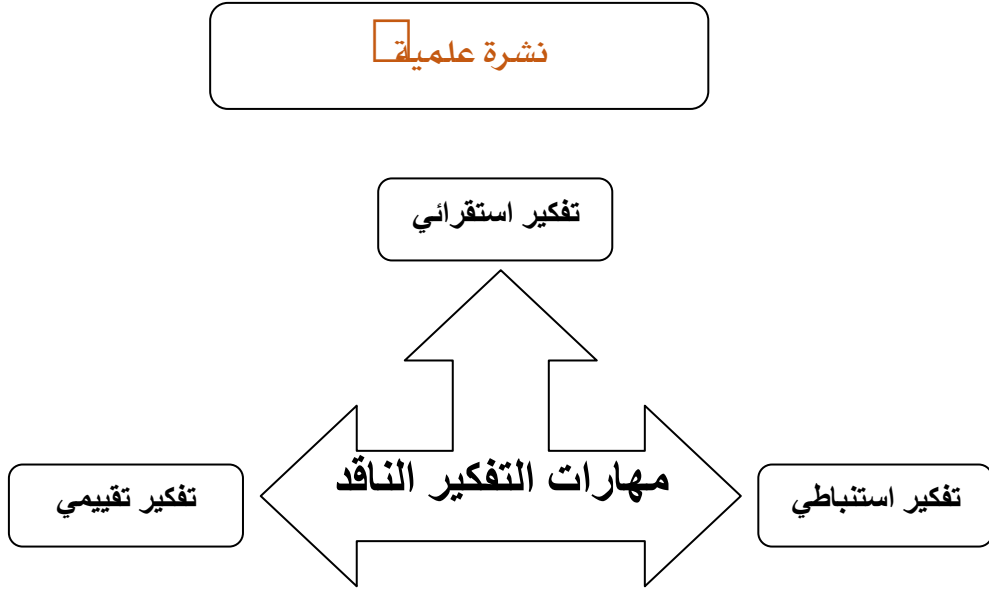 نشرة علمية
تفكير استقرائي
مهارات التفكير الناقد
تفكير استنباطي
تفكير تقييمي